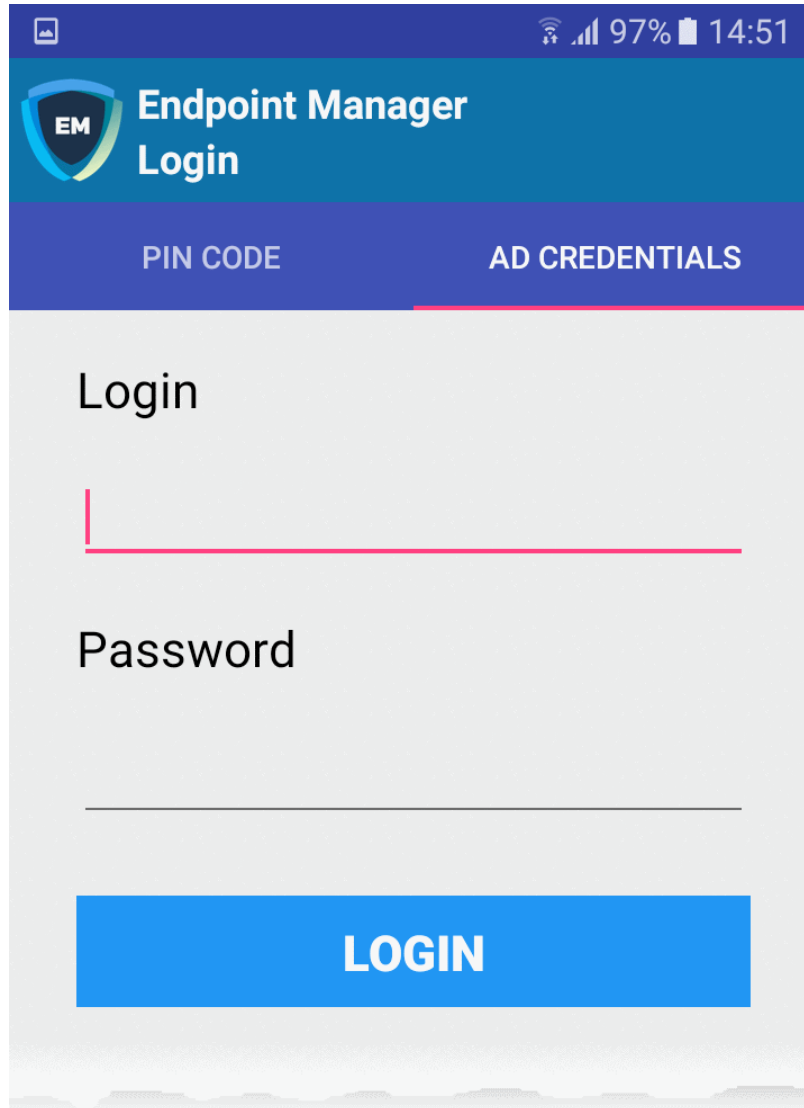 97% 14:51
EM
Endpoint Manager
Login
PIN CODE AD CREDENTIALS
Login
Password
LOGIN